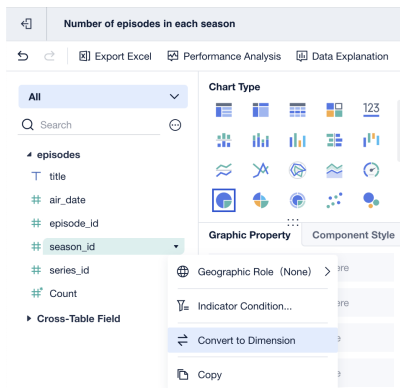 Number of episodes in each season
Export Excel Performance Analysis Data Explanation
All
Search
episodes
title
air_date
episode_id
season_id
series_id
Count
Cross-Table Field
Chart Type
123
Graphic Property Component Style
ere
Geographic Role (None)
ere
Indicator Condition...
Convert to Dimension
Copy